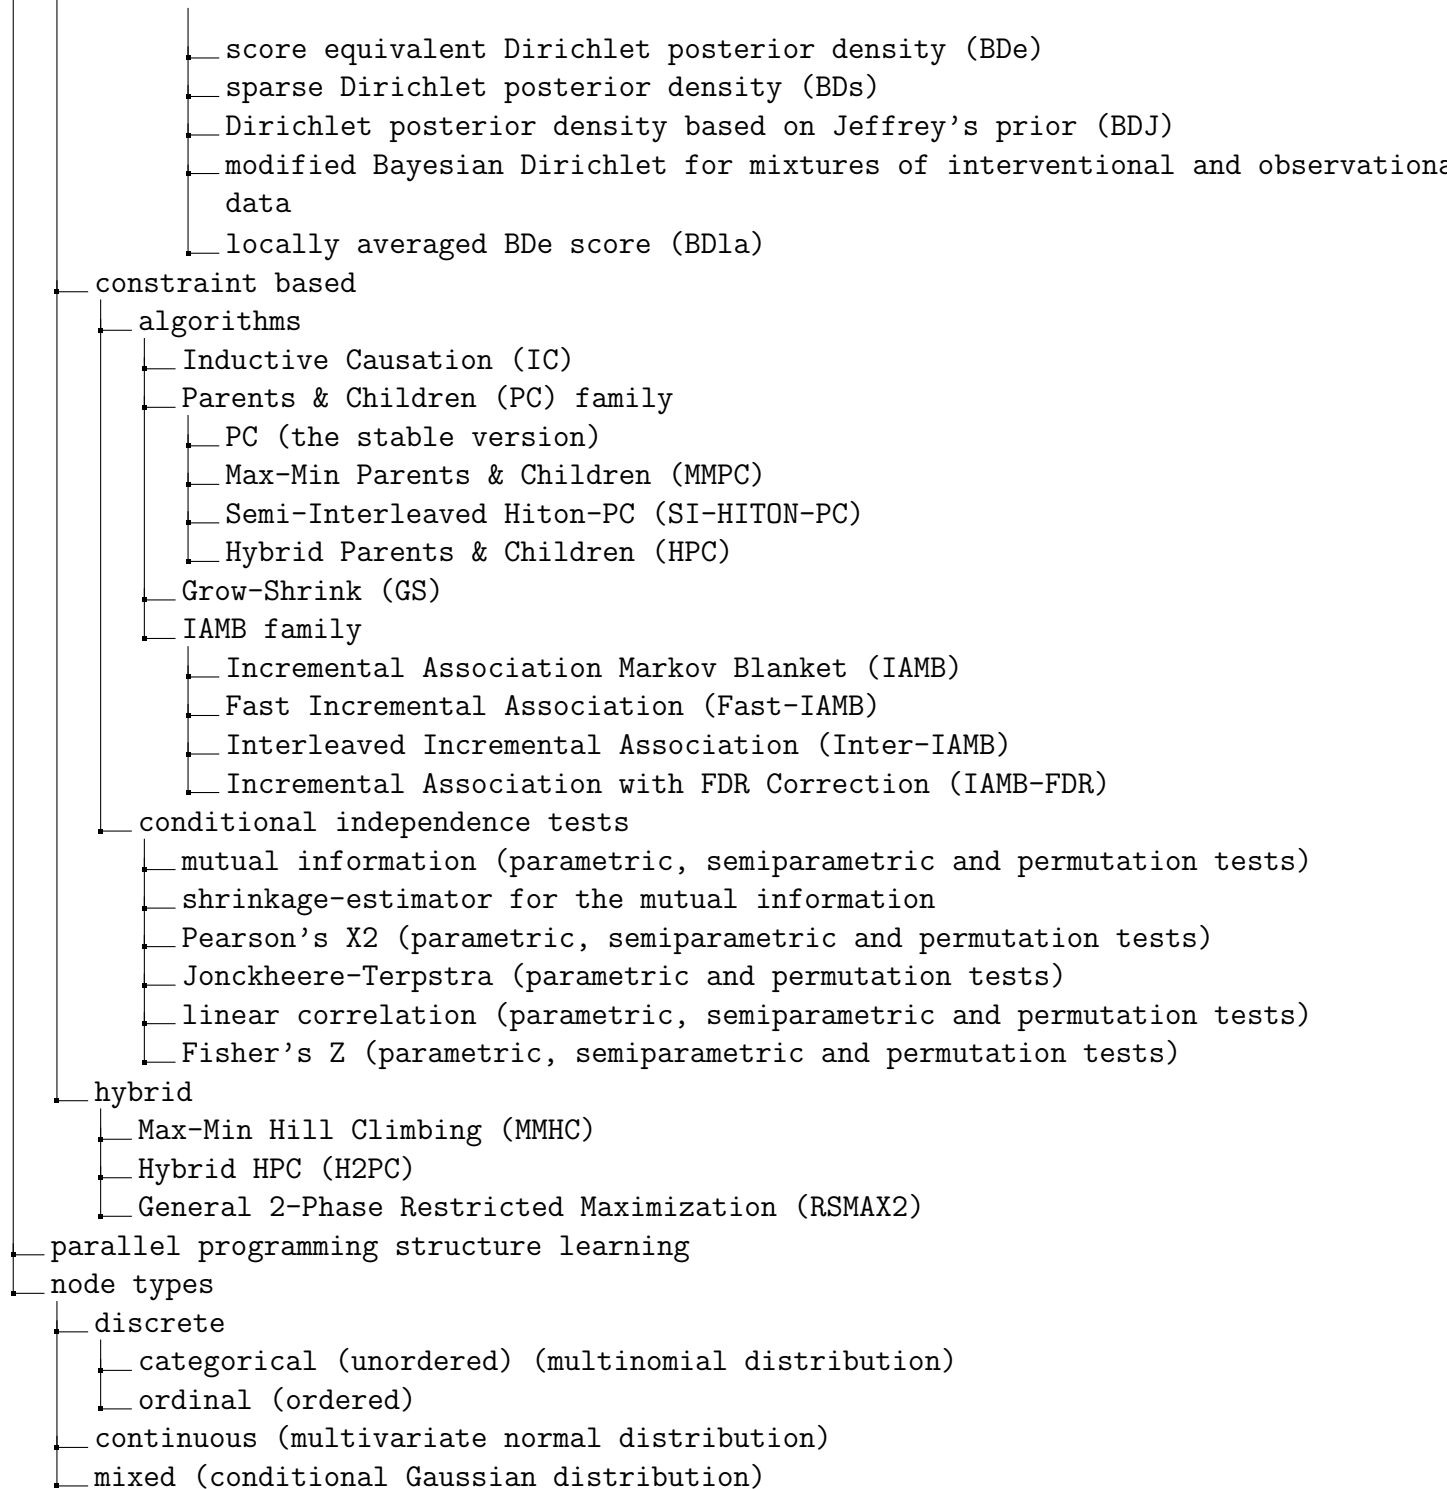 score equivalent Dirichlet posterior density (BDe)
sparse Dirichlet posterior density (BDs)
Dirichlet posterior density based on Jeffrey's prior (BDJ)
modified Bayesian Dirichlet for mixtures of interventional and observationa
data
locally averaged BDe score (BDla)
constraint based
algorithms
Inductive Causation (IC)
Parents & Children (PC) family
PC (the stable version)
Max-Min Parents & Children (MMPC)
Semi-Interleaved Hiton-PC (SI-HITON-PC)
Hybrid Parents & Children (HPC)
Grow-Shrink (GS)
IAMB family
Incremental Association Markov Blanket (IAMB)
Fast Incremental Association (Fast-IAMB)
Interleaved Incremental Association (Inter-IAMB)
Incremental Association with FDR Correction (IAMB-FDR)
conditional independence tests
mutual information (parametric, semiparametric and permutation tests)
shrinkage-estimator for the mutual information
Pearson's X2 (parametric, semiparametric and permutation tests)
Jonckheere-Terpstra (parametric and permutation tests)
linear correlation (parametric, semiparametric and permutation tests)
Fisher's Z (parametric, semiparametric and permutation tests)
hybrid
Max-Min Hill Climbing (MMHC)
Hybrid HPC (H2PC)
General 2-Phase Restricted Maximization (RSMAX2)
parallel programming structure learning
node types
discrete
categorical (unordered) (multinomial distribution)
ordinal (ordered)
continuous (multivariate normal distribution)
mixed (conditional Gaussian distribution)